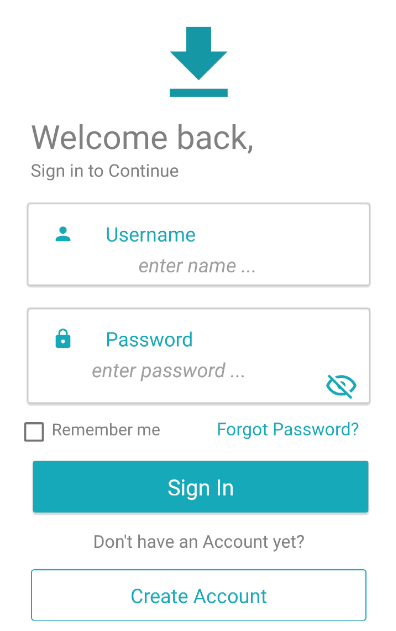 Welcome back,
Sign in to Continue
Username
enter name ...
Password
enter password ...
Remember me
Forgot Password?
Sign In
Don't have an Account yet?
Create Account